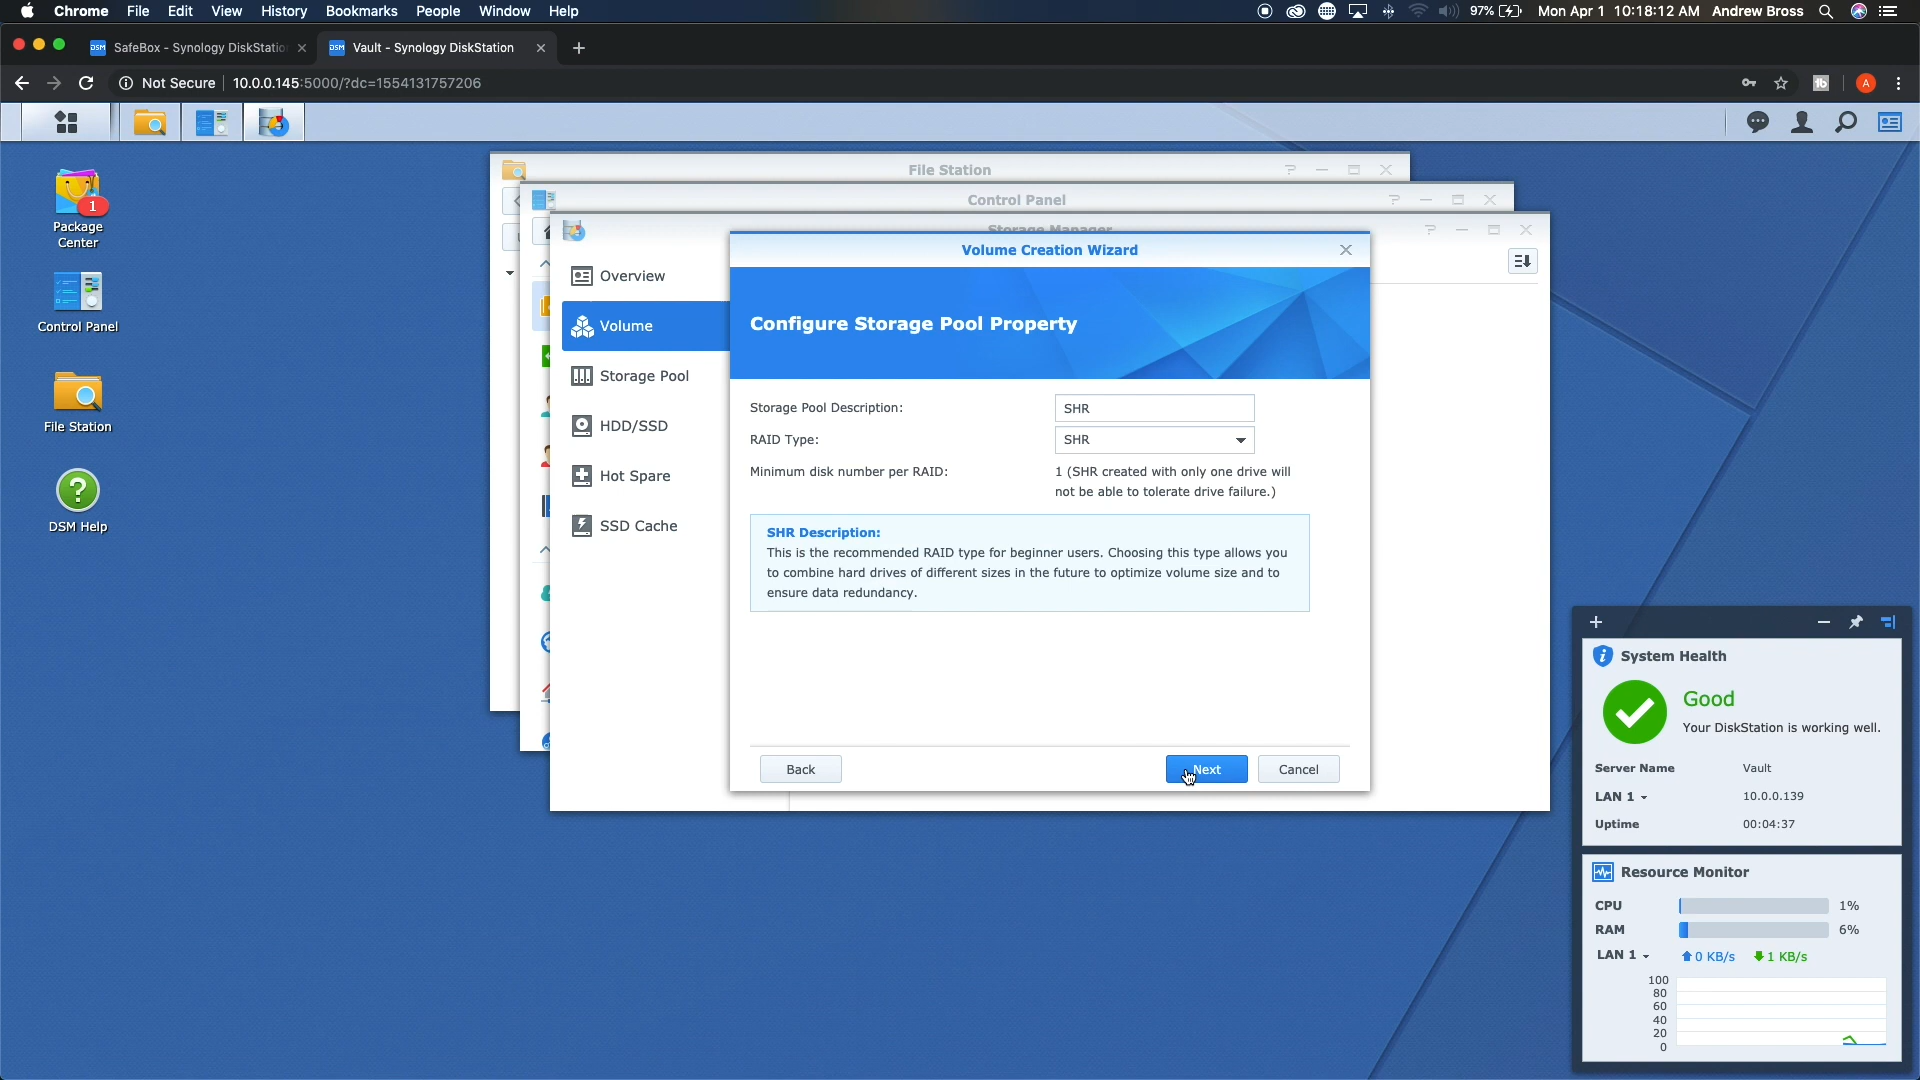 Chrome File Edit View History Bookmarks People Window Help 97% Mon Apr 1 10:18:12 AM Andrew Bross
DSM SafeBox - Synology DiskStatio DSM Vault - Synology DiskStation
Not Secure 10.0.0.145:5000/?dc=1554131757206 tb A
File Station
Control Panel
Storage Manager
Volume Creation Wizard
1
Package
Center
Control Panel
File Station
DSM Help
Overview
Volume
Storage Pool
HDD/SSD
Hot Spare
SSD Cache
Configure Storage Pool Property
Storage Pool Description: SHR
RAID Type: SHR
Minimum disk number per RAID: 1 (SHR created with only one drive will
not be able to tolerate drive failure.)
SHR Description:
This is the recommended RAID type for beginner users. Choosing this type allows you
to combine hard drives of different sizes in the future to optimize volume size and to
ensure data redundancy.
Back Next Cancel
System Health
Good
Your DiskStation is working well.
Server Name Vault
LAN 1 10.0.0.139
Uptime 00:04:37
Resource Monitor
CPU 1%
RAM 6%
LAN 1 0 KB/s 1 KB/s
100
80
60
40
20
0